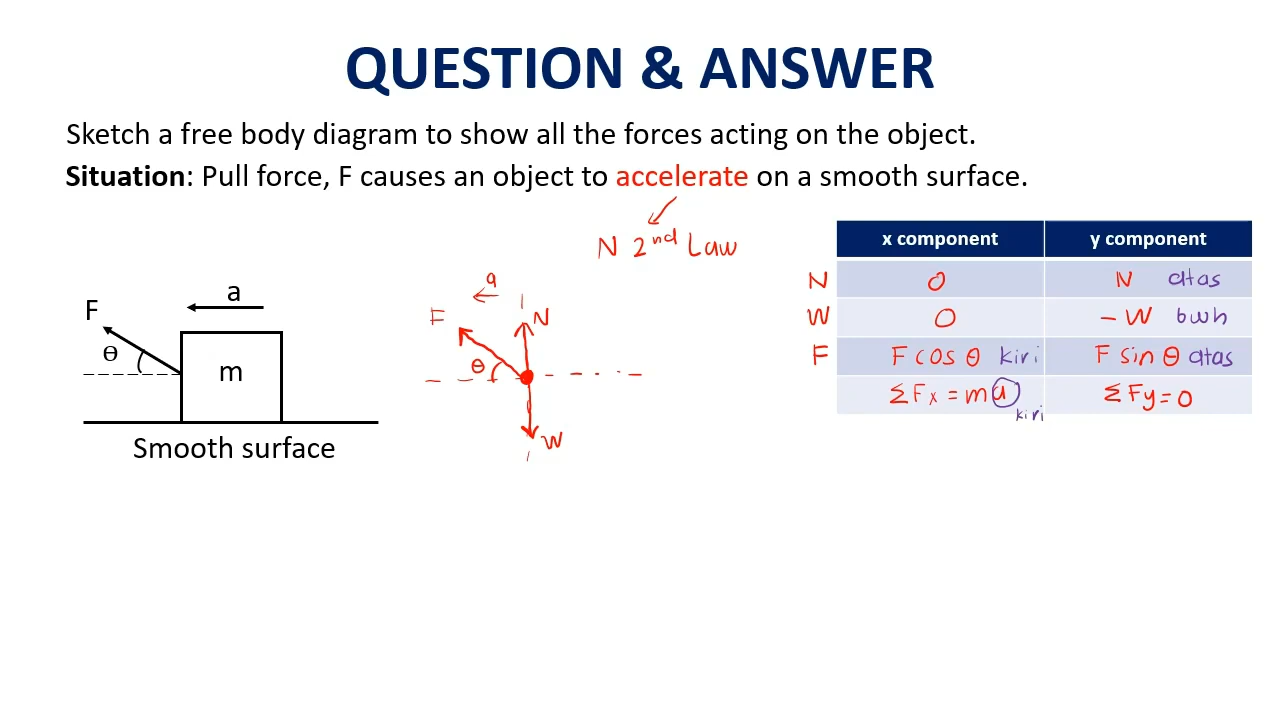 QUESTION & ANSWER
Sketch a free body diagram to show all the forces acting on the object.
Situation: Pull force, F causes an object to accelerate on a smooth surface.
N 2nd Law
x component y component
N 0 N atas
W 0 - W bwh
F F cos θ kiri F sin θ atas
ΣFx = ma kiri ΣFy = 0
a
F
θ
m
Smooth surface
a
F
N
θ
W